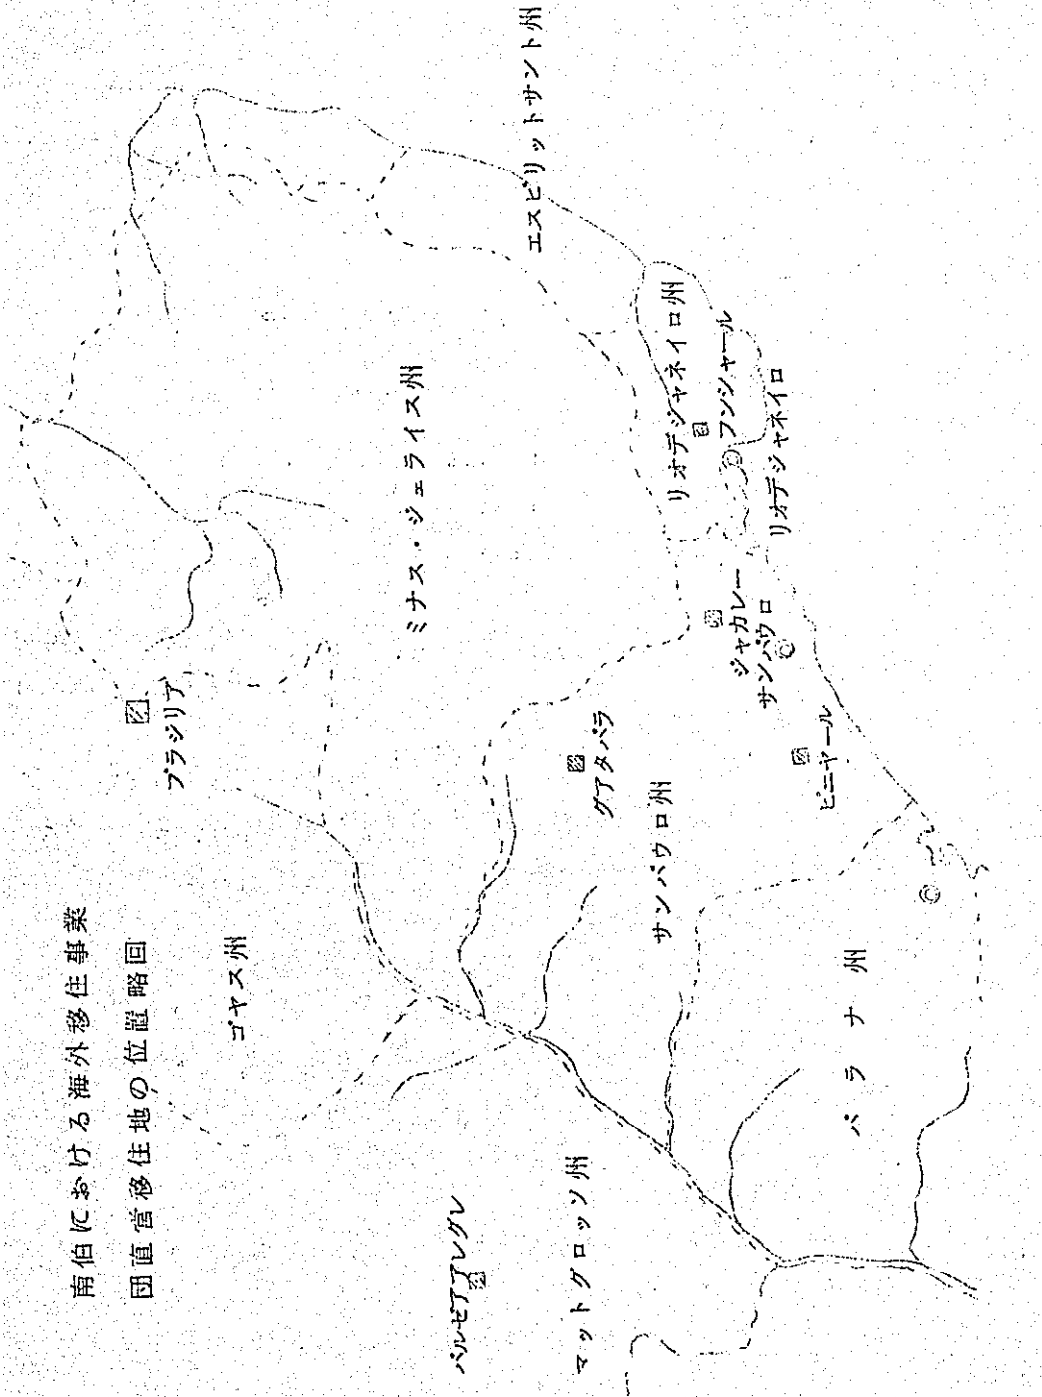 南伯における海外移住事業
団直営移住地の位置略図
ゴヤス州
ブラジリア
ミナス・ジェライス州
エスピリットサント州
バルゼアアレグレ
マットグロッソ州
グアタパラ
サンパウロ州
リオデジャネイロ州
フンシャール
リオデジャネイロ
ジャカレー
サンパウロ
ピニャール
パラナ州